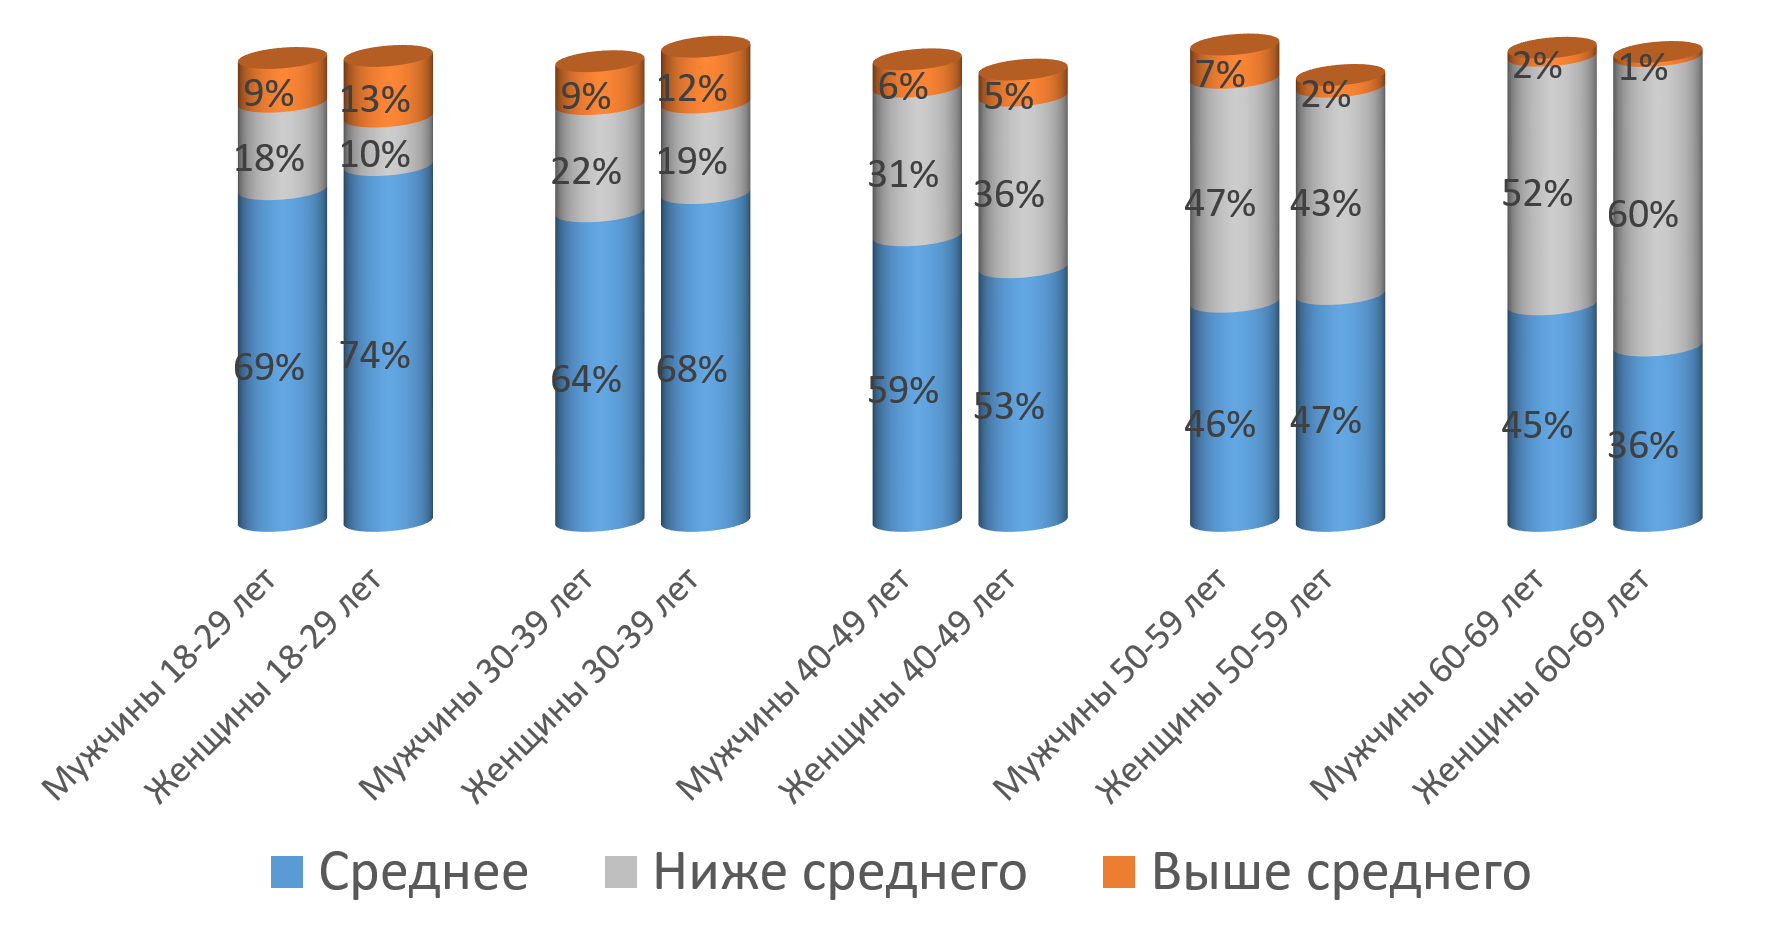 9% 13% 9% 12% 6% 5% 7% 2% 2% 1%
18% 10% 22% 19% 31% 36% 47% 43% 52% 60%
69% 74% 64% 68% 59% 53% 46% 47% 45% 36%
Мужчины 18-29 лет
Женщины 18-29 лет
Мужчины 30-39 лет
Женщины 30-39 лет
Мужчины 40-49 лет
Женщины 40-49 лет
Мужчины 50-59 лет
Женщины 50-59 лет
Мужчины 60-69 лет
Женщины 60-69 лет
Среднее Ниже среднего Выше среднего